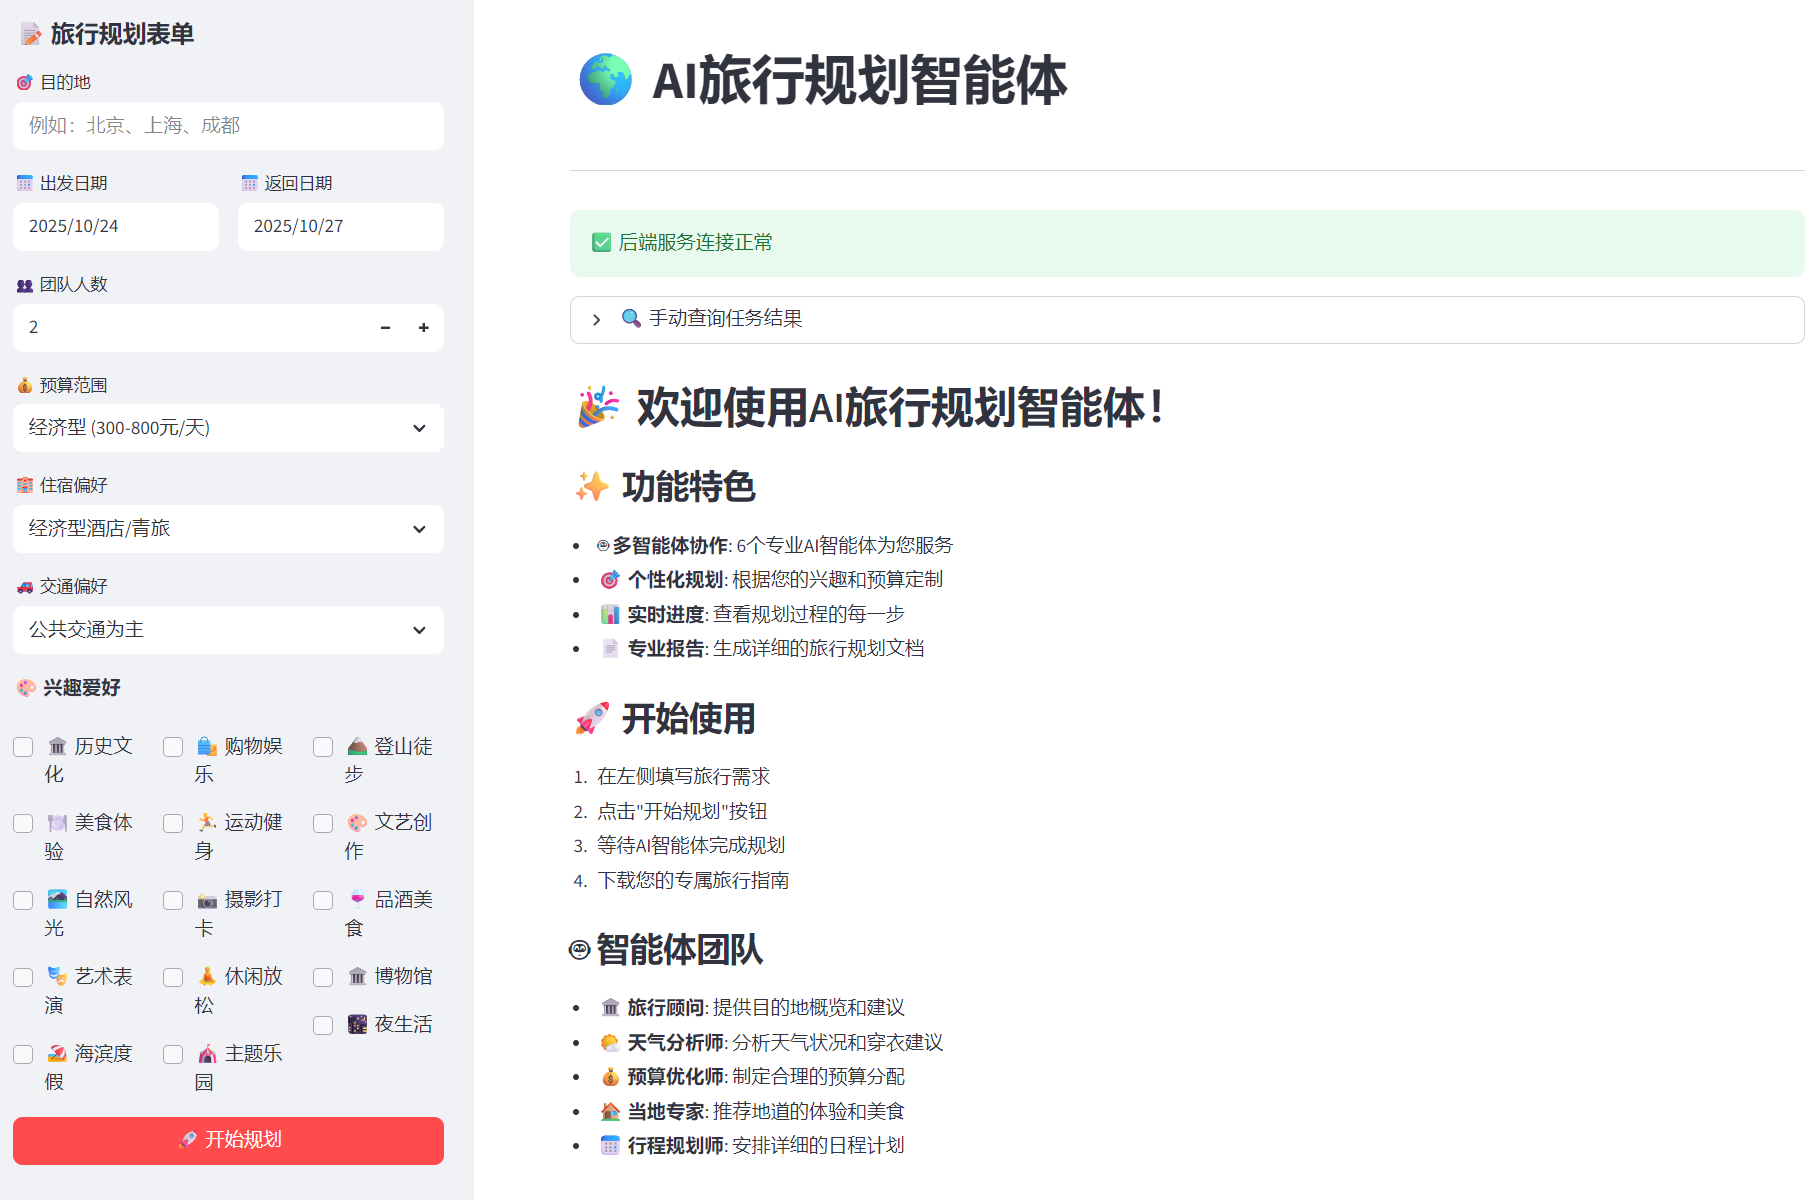 旅行规划表单
目的地
例如：北京、上海、成都
出发日期
返回日期
2025/10/24
2025/10/27
团队人数
2
预算范围
经济型 (300-800元/天)
住宿偏好
经济型酒店/青旅
交通偏好
公共交通为主
兴趣爱好
历史文
化
购物娱
乐
登山徒
步
美食体
验
运动健
身
文艺创
作
自然风
光
摄影打
卡
品酒美
食
艺术表
演
休闲放
松
博物馆
夜生活
海滨度
假
主题乐
园
开始规划
AI旅行规划智能体
后端服务连接正常
手动查询任务结果
欢迎使用AI旅行规划智能体！
功能特色
多智能体协作: 6个专业AI智能体为您服务
个性化规划: 根据您的兴趣和预算定制
实时进度: 查看规划过程的每一步
专业报告: 生成详细的旅行规划文档
开始使用
1. 在左侧填写旅行需求
2. 点击"开始规划"按钮
3. 等待AI智能体完成规划
4. 下载您的专属旅行指南
智能体团队
旅行顾问: 提供目的地概览和建议
天气分析师: 分析天气状况和穿衣建议
预算优化师: 制定合理的预算分配
当地专家: 推荐地道的体验和美食
行程规划师: 安排详细的日程计划